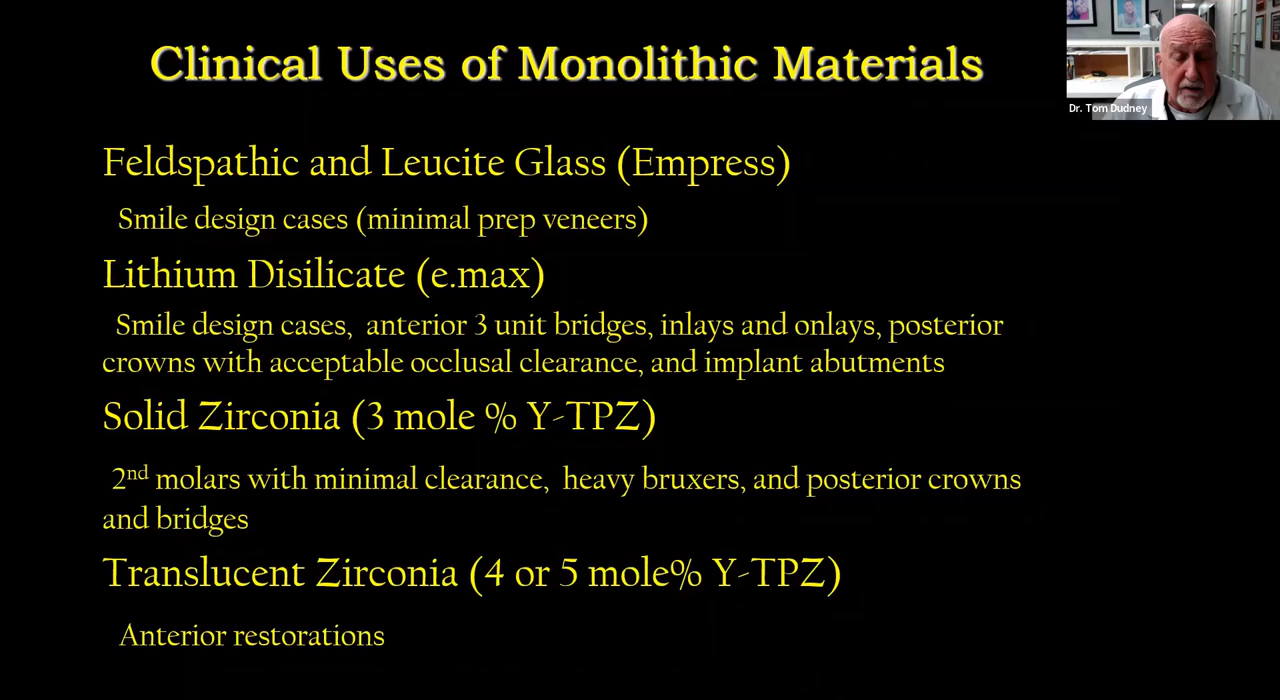 Clinical Uses of Monolithic Materials
Dr. Tom Dudney
Feldspathic and Leucite Glass (Empress)
Smile design cases (minimal prep veneers)
Lithium Disilicate (e.max)
Smile design cases, anterior 3 unit bridges, inlays and onlays, posterior
crowns with acceptable occlusal clearance, and implant abutments
Solid Zirconia (3 mole % Y-TPZ)
2nd molars with minimal clearance, heavy bruxers, and posterior crowns
and bridges
Translucent Zirconia (4 or 5 mole% Y-TPZ)
Anterior restorations